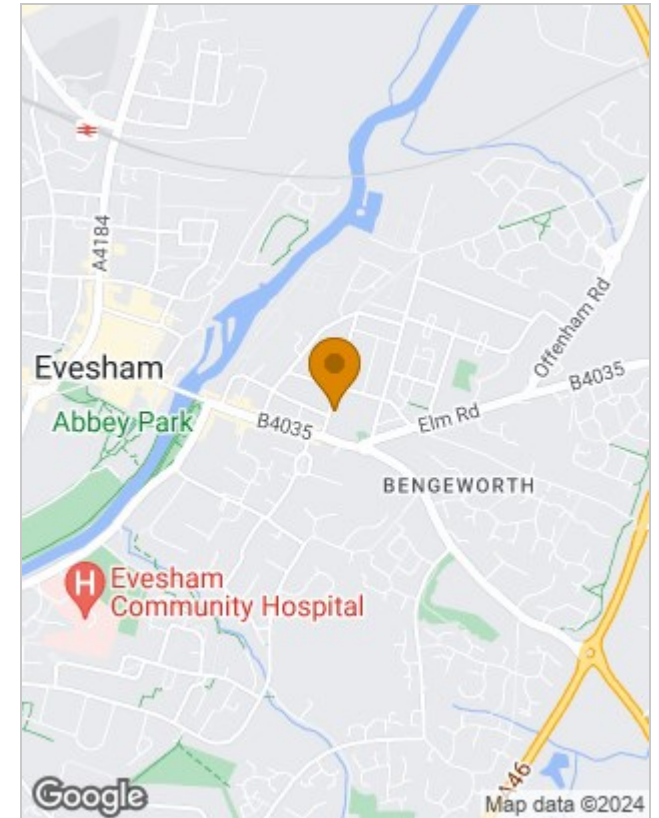 A4184
Offenham Rd
Evesham
B4035
Abbey Park
Elm Rd
B4035
BENGEWORTH
H
Evesham
Community Hospital
A46
Google
Map data ©2024